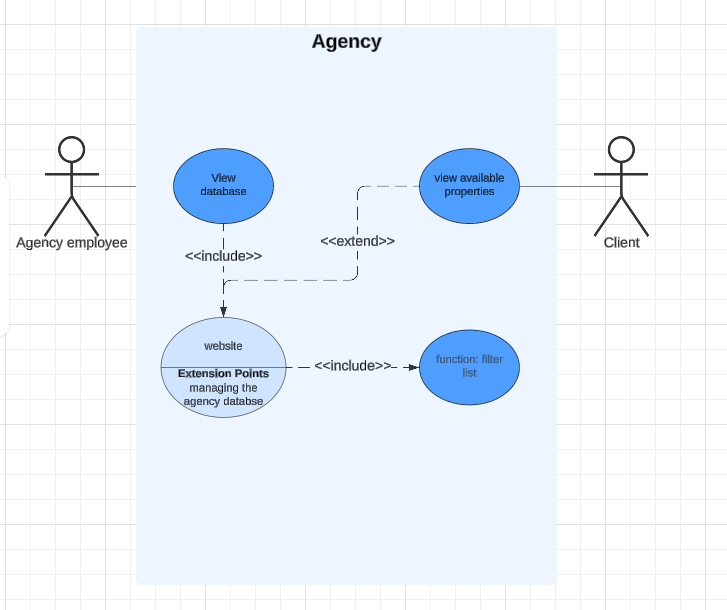 Agency
View
database
view available
properties
<<extend>>
Agency employee
Client
<<include>>
website
Extension Points
managing the
agency databse
<<include>>
function: filter
list